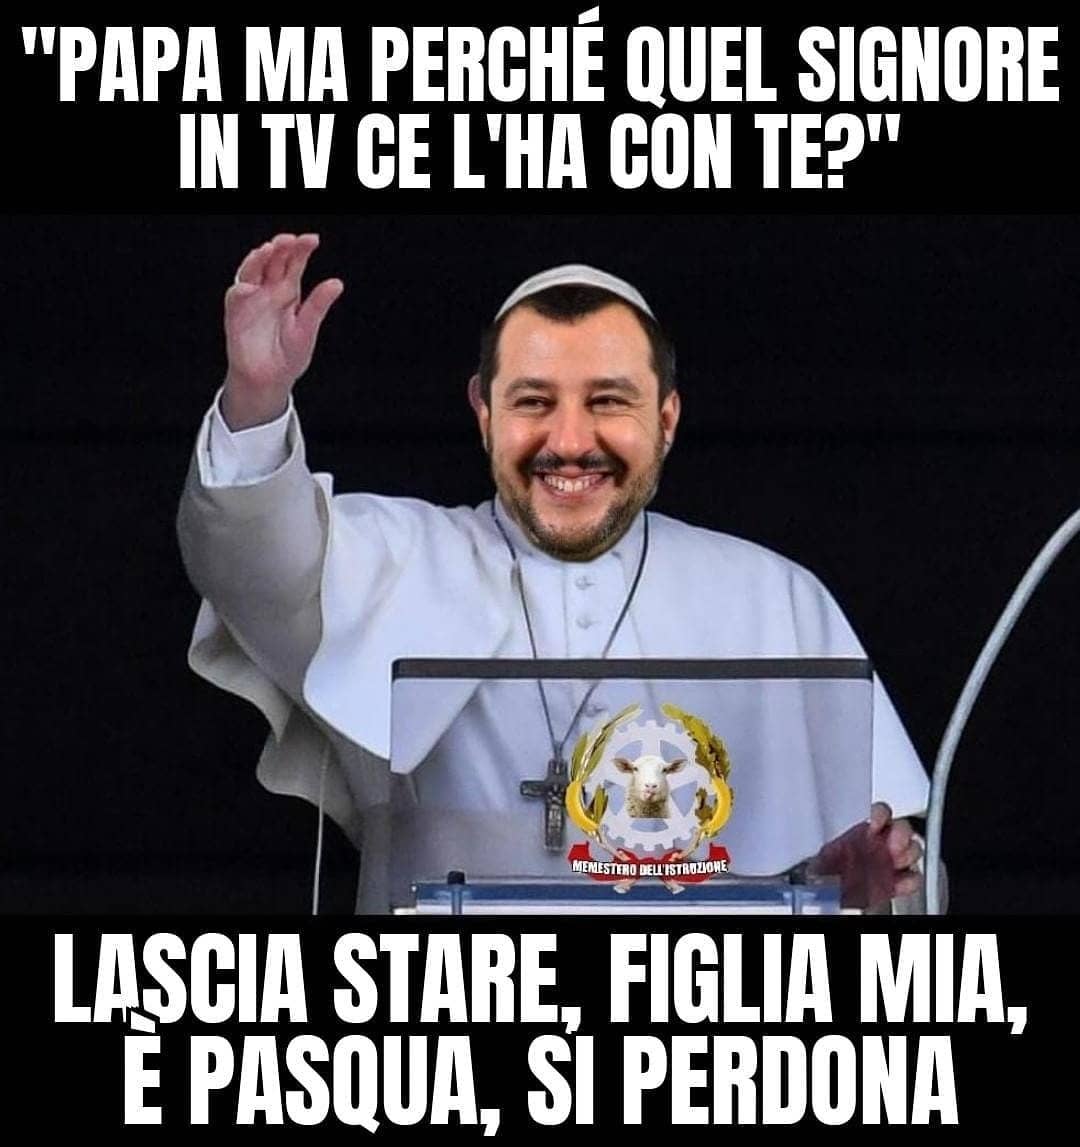 "PAPA MA PERCHÉ QUEL SIGNORE
IN TV CE L'HA CON TE?"
MEMESTERO DELL'ISTRUZIONE
LASCIA STARE, FIGLIA MIA,
È PASQUA, SI PERDONA